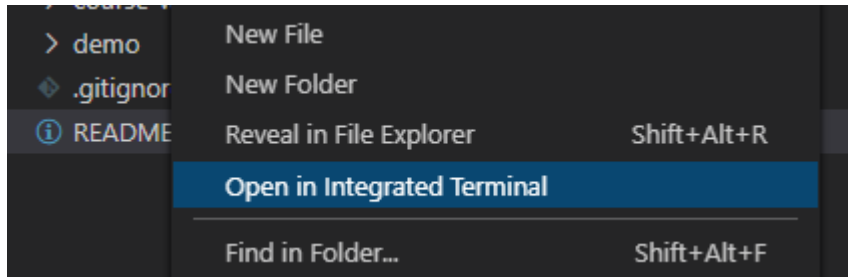 demo
.gitignor
README
New File
New Folder
Reveal in File Explorer Shift+Alt+R
Open in Integrated Terminal
Find in Folder... Shift+Alt+F